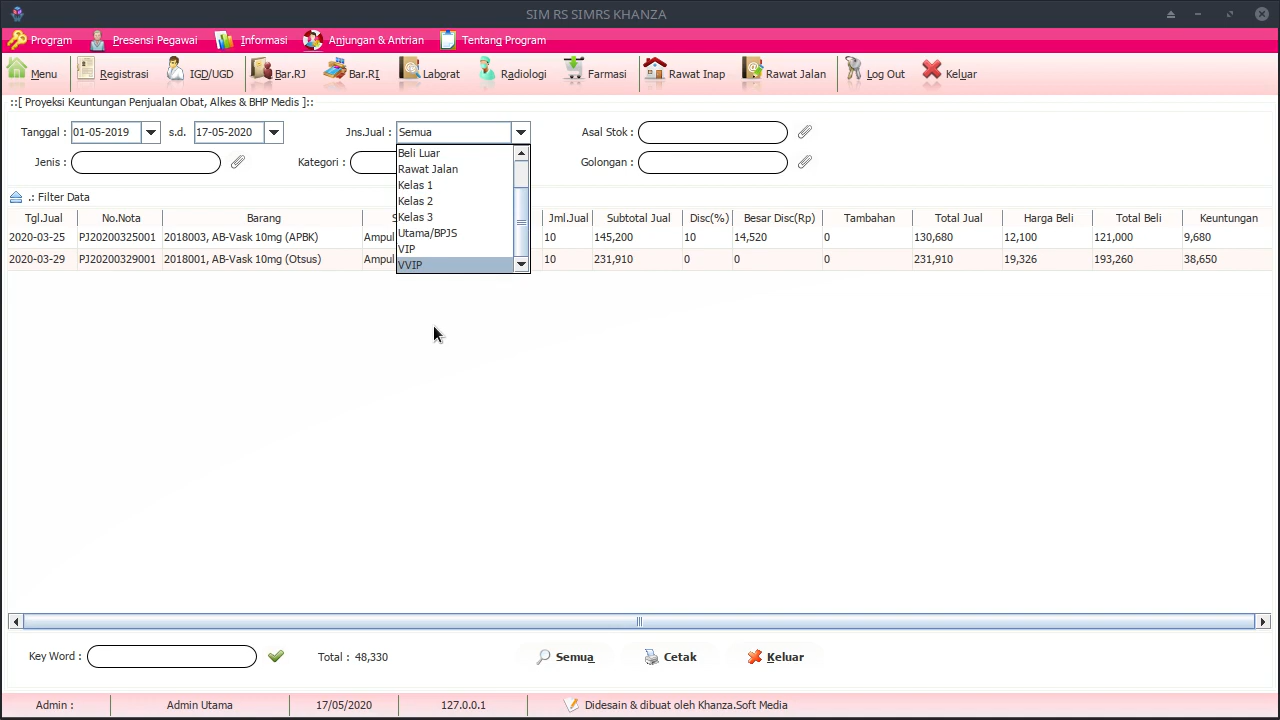 SIM RS SIMRS KHANZA
Program Presensi Pegawai Informasi Anjungan & Antrian Tentang Program
Menu Registrasi IGD/UGD Bar.RJ Bar.RI Laborat Radiologi Farmasi Rawat Inap Rawat Jalan Log Out Keluar
::[ Proyeksi Keuntungan Penjualan Obat, Alkes & BHP Medis ]::
Tanggal : 01-05-2019 s.d. 17-05-2020 Jns.Jual : Semua Asal Stok :
Jenis : Kategori : Golongan :
Beli Luar
Rawat Jalan
Kelas 1
Kelas 2
Kelas 3
Utama/BPJS
VIP
VVIP
.: Filter Data
Tgl.Jual No.Nota Barang Jml.Jual Subtotal Jual Disc(%) Besar Disc(Rp) Tambahan Total Jual Harga Beli Total Beli Keuntungan
2020-03-25 PJ20200325001 2018003, AB-Vask 10mg (APBK) Ampul 10 145,200 10 14,520 0 130,680 12,100 121,000 9,680
2020-03-29 PJ20200329001 2018001, AB-Vask 10mg (Otsus) Ampul 10 231,910 0 0 0 231,910 19,326 193,260 38,650
Key Word : Total : 48,330 Semua Cetak Keluar
Admin : Admin Utama 17/05/2020 127.0.0.1 Didesain & dibuat oleh Khanza.Soft Media